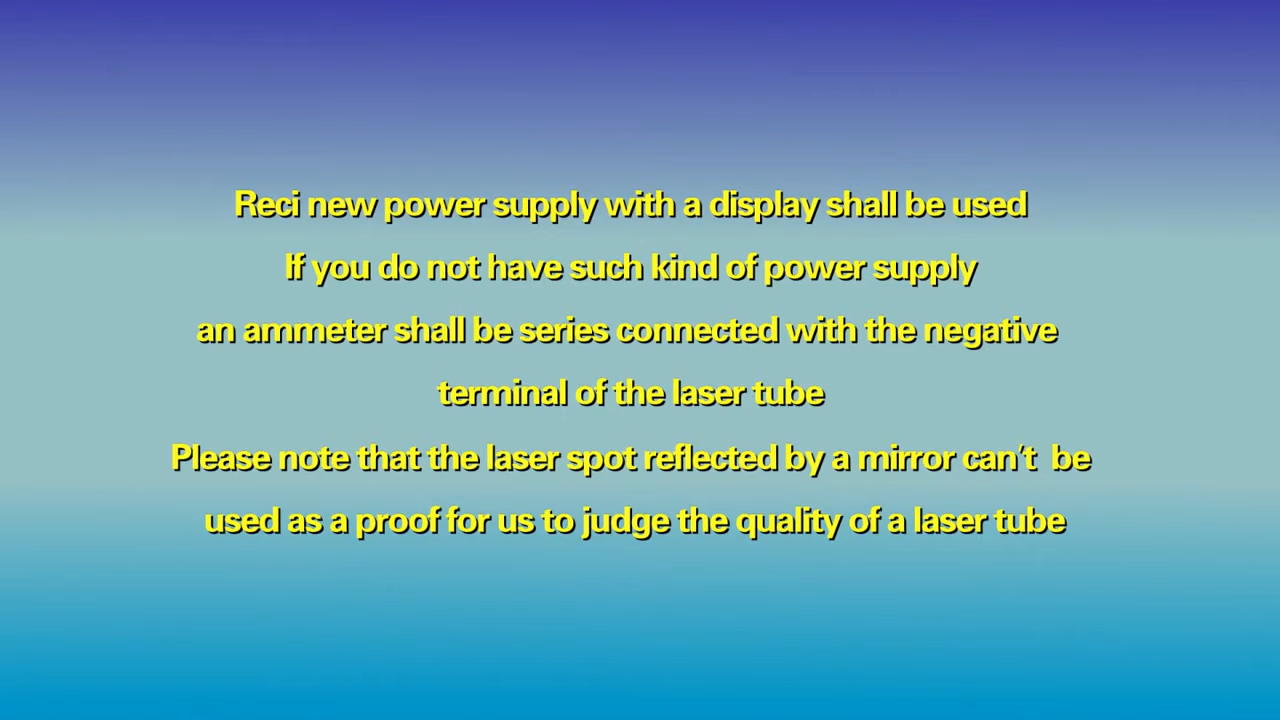 Reci new power supply with a display shall be used
If you do not have such kind of power supply
an ammeter shall be series connected with the negative
terminal of the laser tube
Please note that the laser spot reflected by a mirror can't  be
used as a proof for us to judge the quality of a laser tube